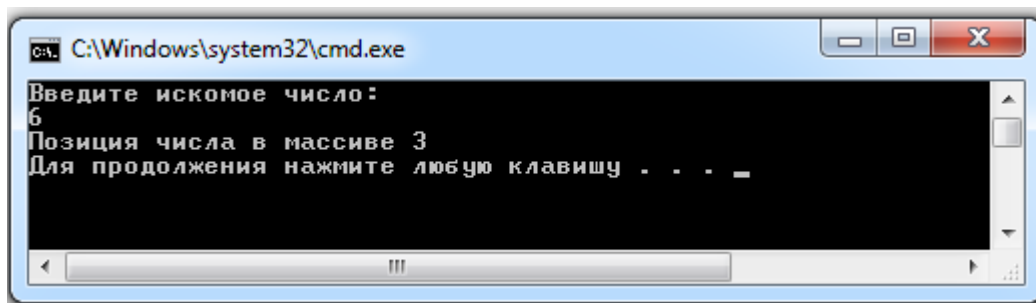 C:\Windows\system32\cmd.exe
Введите искомое число:
6
Позиция числа в массиве 3
Для продолжения нажмите любую клавишу . . . _